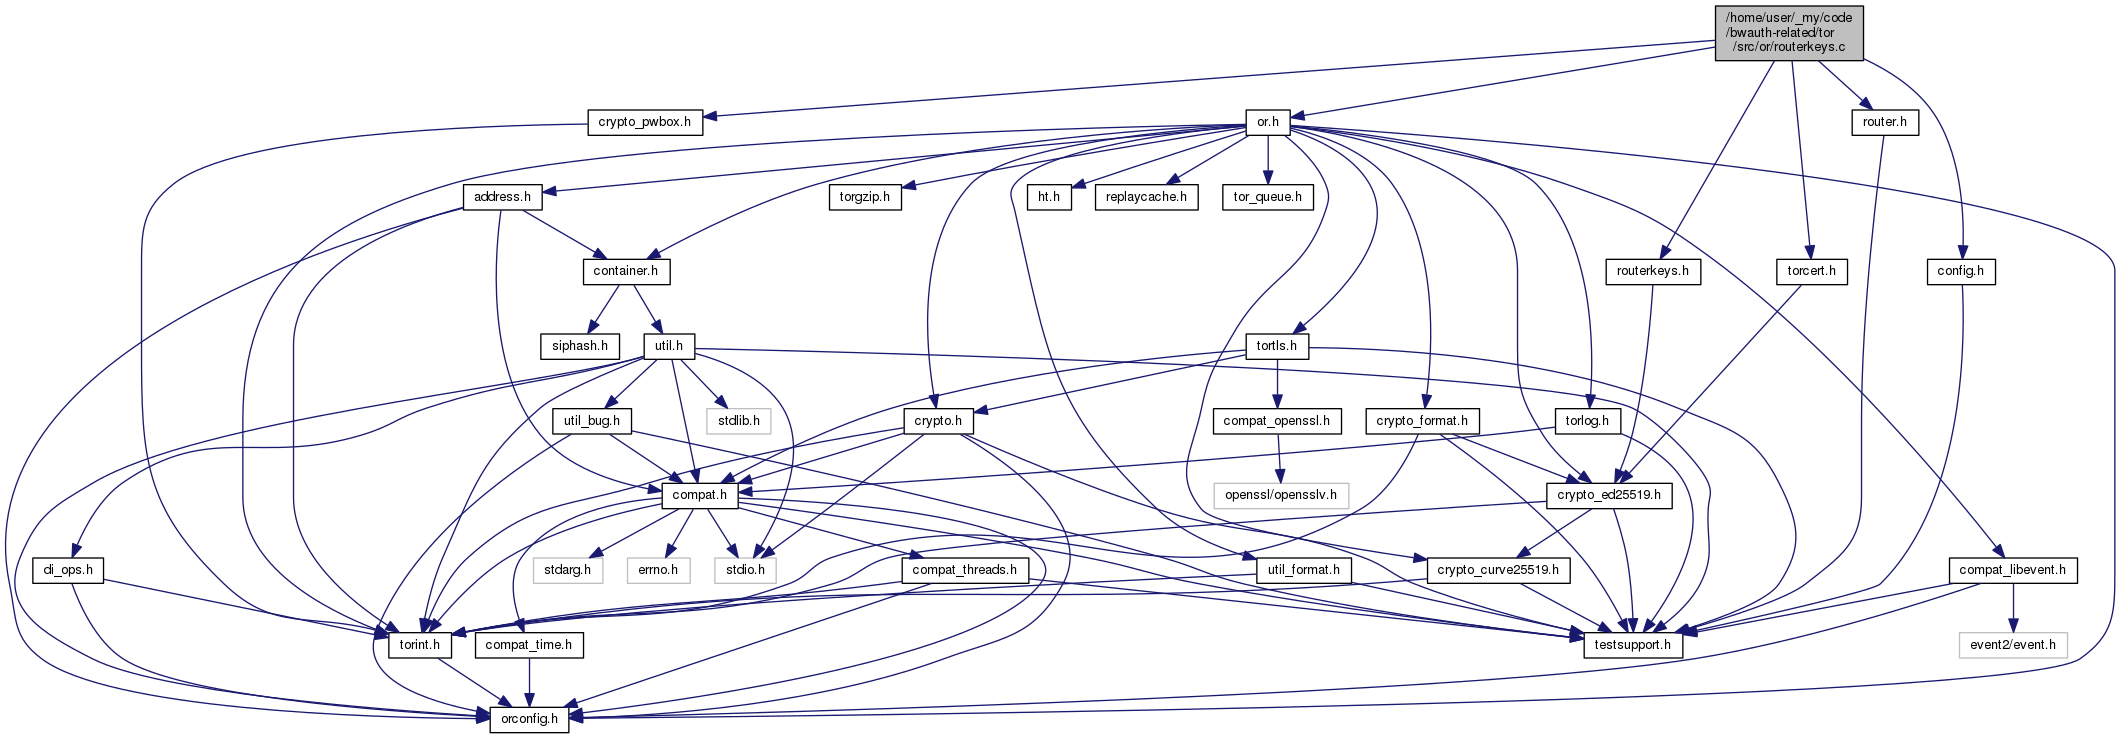 /home/user/_my/code
/bwauth-related/tor
/src/or/routerkeys.c
crypto_pwbox.h
or.h
router.h
address.h
torgzip.h
ht.h
replaycache.h
tor_queue.h
container.h
routerkeys.h
torcert.h
config.h
siphash.h
util.h
tortls.h
util_bug.h
stdlib.h
crypto.h
compat_openssl.h
crypto_format.h
torlog.h
compat.h
openssl/opensslv.h
crypto_ed25519.h
di_ops.h
stdarg.h
errno.h
stdio.h
compat_threads.h
util_format.h
crypto_curve25519.h
compat_libevent.h
torint.h
compat_time.h
testsupport.h
event2/event.h
orconfig.h